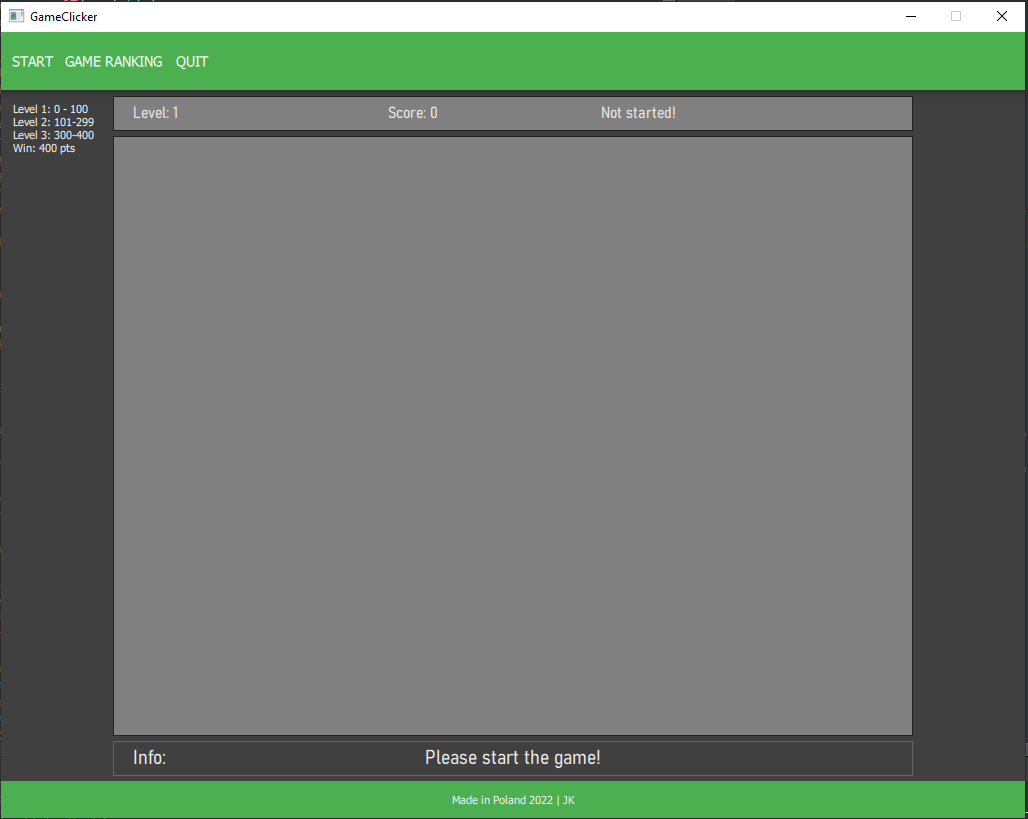 GameClicker
START GAME RANKING QUIT
Level 1: 0 - 100
Level 2: 101-299
Level 3: 300-400
Win: 400 pts
Level: 1 Score: 0 Not started!
Info: Please start the game!
Made in Poland 2022 | JK